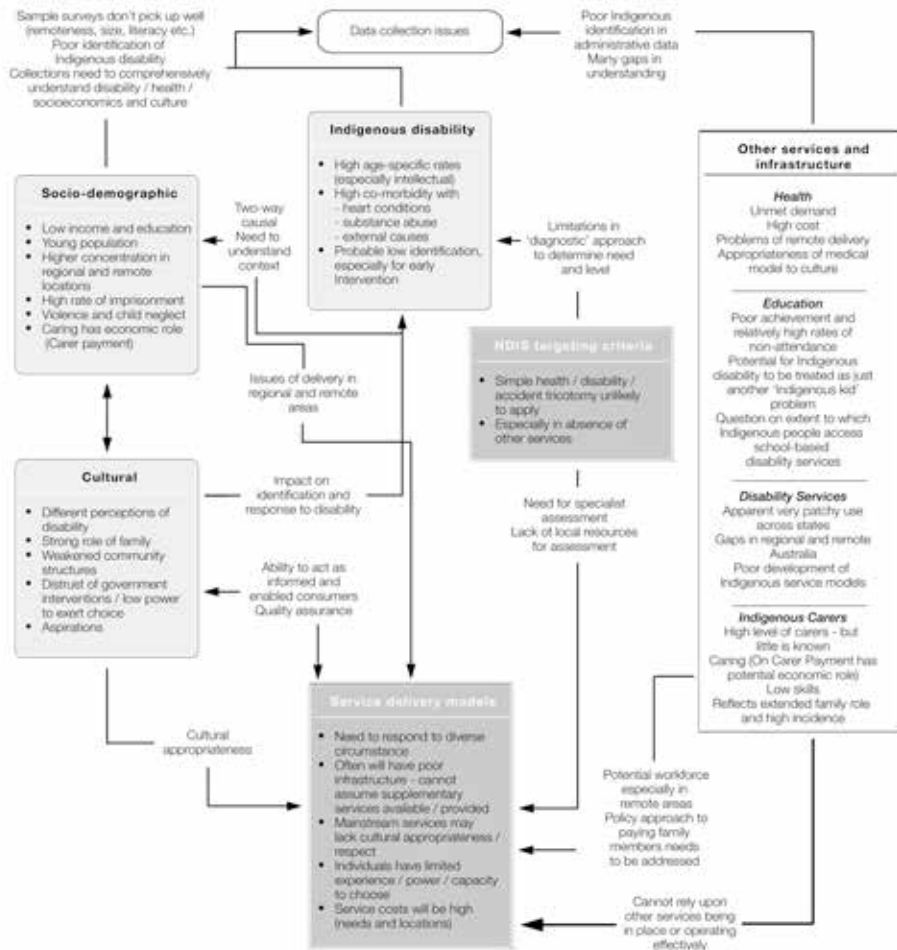 Sample surveys don't pick up well
(remoteness, size, literacy etc.)
Poor identification of
Indigenous disability
Collections need to comprehensively
understand disability / health /
socioeconomics and culture
Data collection issues
Poor Indigenous
identification in
administrative data
Many gaps in
understanding
Indigenous disability
• High age-specific rates
(especially intellectual)
• High co-morbidity with
- heart conditions
- substance abuse
- external causes
• Probable low identification,
especially for early
Intervention
Socio-demographic
• Low income and education
• Young population
• Higher concentration in
regional and remote
locations
• High rate of imprisonment
• Violence and child neglect
• Caring has economic role
(Carer payment)
Two-way
causal
Need to
understand
context
Limitations in
'diagnostic' approach
to determine need
and level
Other services and
infrastructure
Health
Unmet demand
High cost
Problems of remote delivery
Appropriateness of medical
model to culture
Education
Poor achievement and
relatively high rates of
non-attendance
Potential for Indigenous
disability to be treated as just
another 'Indigenous kid'
problem
Question on extent to which
Indigenous people access
school-based
disability services
Disability Services
Apparent very patchy use
across states
Gaps in regional and remote
Australia
Poor development of
Indigenous service models
Indigenous Carers
High level of carers - but
little is known
Caring (On Carer Payment has
potential economic role)
Low skills
Reflects extended family role
and high incidence
NDIS targeting criteria
• Simple health / disability /
accident tricotomy unlikely
to apply
• Especially in absence of
other services
Issues of delivery in
regional and remote
areas
Cultural
• Different perceptions of
disability
• Strong role of family
• Weakened community
structures
• Distrust of government
interventions / low power
to exert choice
• Aspirations
Impact on
identification and
response to disability
Need for specialist
assessment
Lack of local resources
for assessment
Ability to act as
informed and
enabled consumers
Quality assurance
Service delivery models
• Need to respond to diverse
circumstance
• Often will have poor
infrastructure - cannot
assume supplementary
services available / provided
• Mainstream services may
lack cultural appropriateness /
respect
• Individuals have limited
experience / power / capacity
to choose
• Service costs will be high
(needs and locations)
Cultural
appropriateness
Potential workforce
especially in
remote areas
Policy approach to
paying family
members needs
to be addressed
Cannot rely upon
other services being
in place or operating
effectively